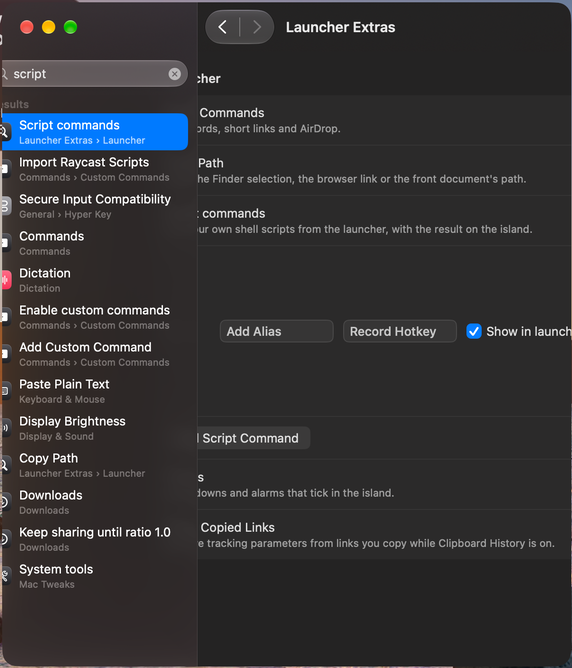 Launcher Extras
script
sults
Script commands
Launcher Extras › Launcher
Import Raycast Scripts
Commands › Custom Commands
Secure Input Compatibility
General › Hyper Key
Commands
Commands
Dictation
Dictation
Enable custom commands
Commands › Custom Commands
Add Custom Command
Commands › Custom Commands
Paste Plain Text
Keyboard & Mouse
Display Brightness
Display & Sound
Copy Path
Launcher Extras › Launcher
Downloads
Downloads
Keep sharing until ratio 1.0
Downloads
System tools
Mac Tweaks
cher
Commands
ords, short links and AirDrop.
Path
he Finder selection, the browser link or the front document's path.
t commands
ur own shell scripts from the launcher, with the result on the island.
Add Alias
Record Hotkey
Show in launch
l Script Command
s
downs and alarms that tick in the island.
Copied Links
e tracking parameters from links you copy while Clipboard History is on.